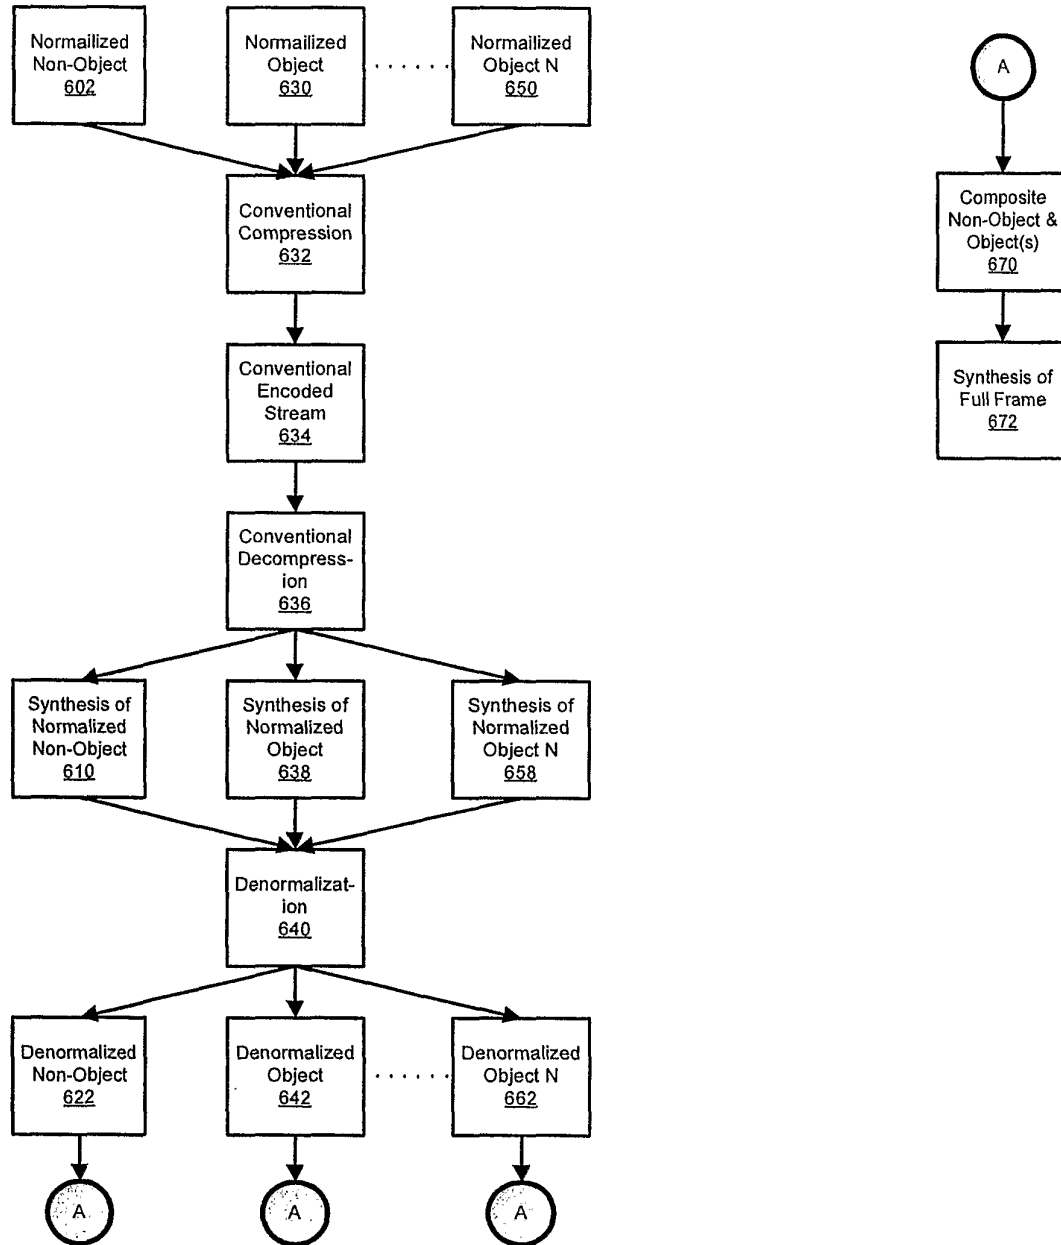 Normailized
Non-Object
602
Normailized
Object
630
Normailized
Object N
650
Conventional
Compression
632
Conventional
Encoded
Stream
634
Conventional
Decompress-
ion
636
Synthesis of
Normalized
Non-Object
610
Synthesis of
Normalized
Object
638
Synthesis of
Normalized
Object N
658
Denormalizat-
ion
640
Denormalized
Non-Object
622
Denormalized
Object
642
Denormalized
Object N
662
A
A
A
A
Composite
Non-Object &
Object(s)
670
Synthesis of
Full Frame
672